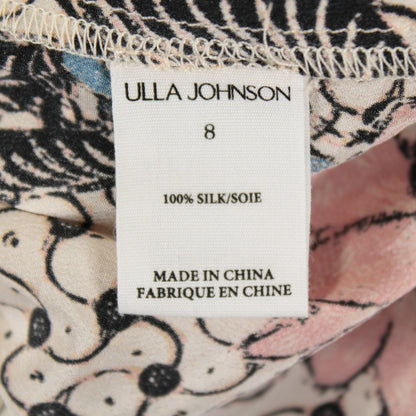 ULLA JOHNSON
8
100% SILK/SOIE
MADE IN CHINA
FABRIQUE EN CHINE